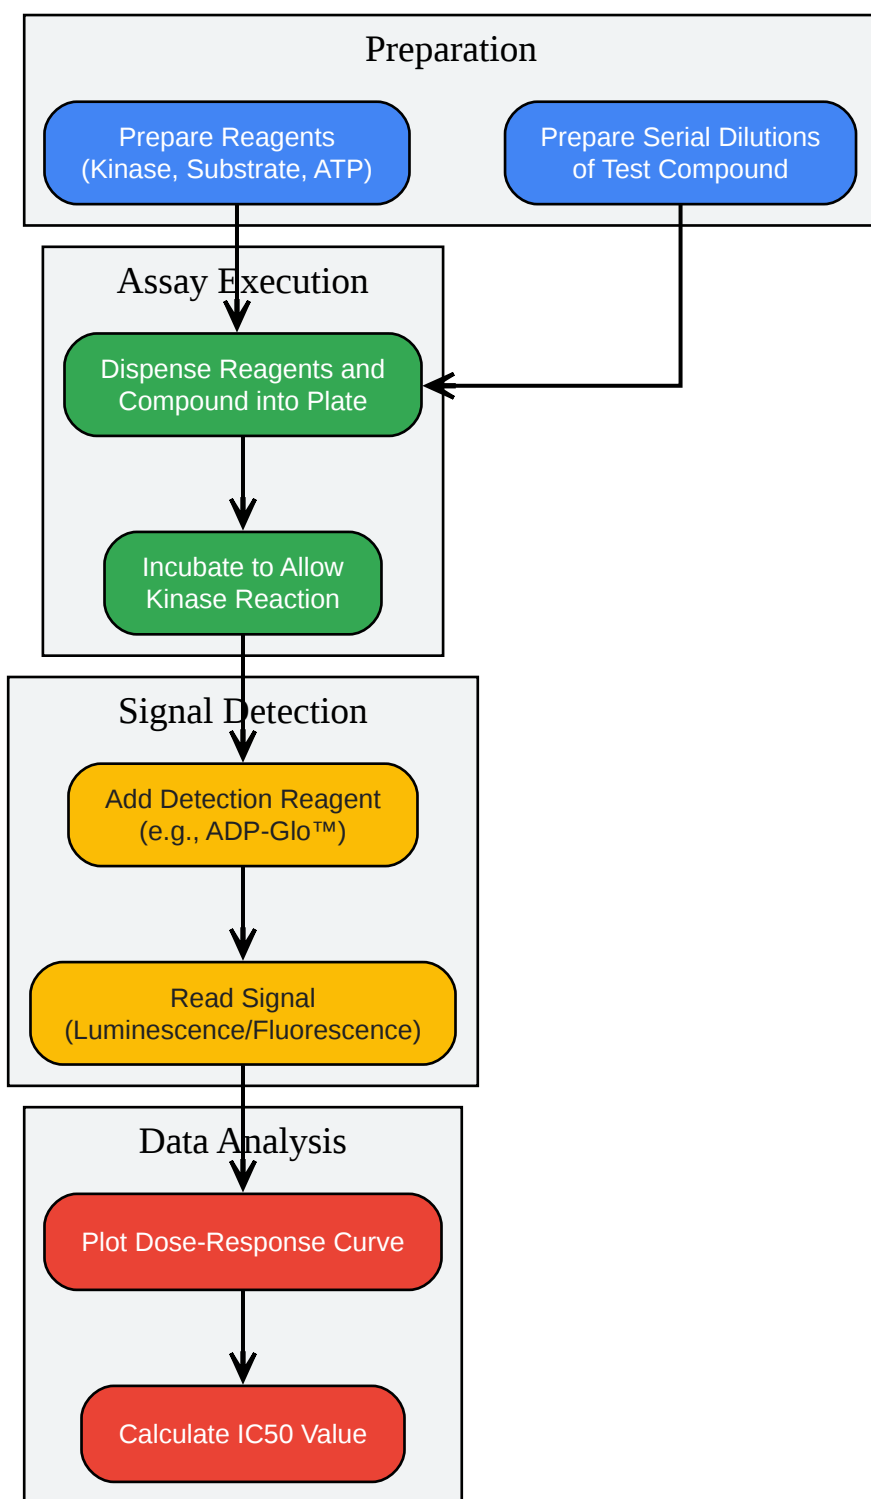 Preparation
Prepare Reagents
(Kinase, Substrate, ATP)
Prepare Serial Dilutions
of Test Compound
Assay Execution
Dispense Reagents and
Compound into Plate
Incubate to Allow
Kinase Reaction
Signal Detection
Add Detection Reagent
(e.g., ADP-Glo™)
Read Signal
(Luminescence/Fluorescence)
Data Analysis
Plot Dose-Response Curve
Calculate IC50 Value